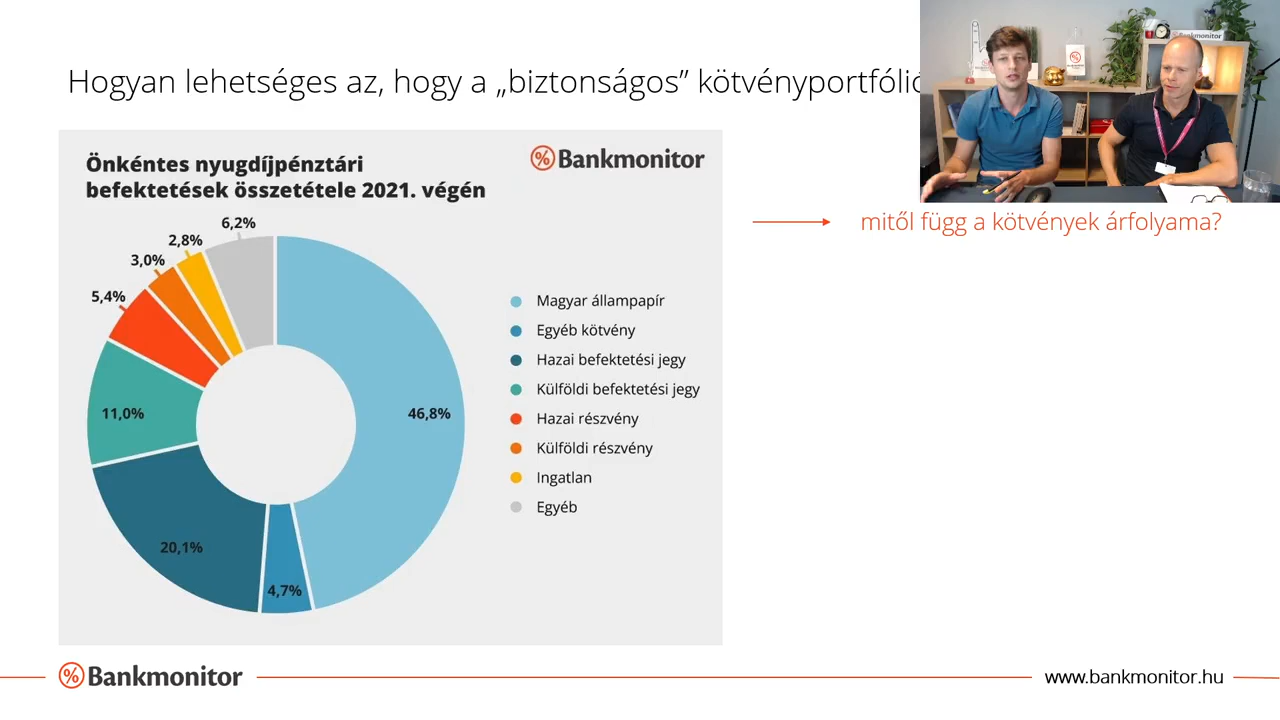 Hogyan lehetséges az, hogy a „biztonságos” kötvényportfólió
Önkéntes nyugdíjpénztári
befektetések összetétele 2021. végén
Bankmonitor
mitől függ a kötvények árfolyama?
6,2%
2,8%
3,0%
5,4%
11,0%
46,8%
20,1%
4,7%
Magyar állampapír
Egyéb kötvény
Hazai befektetési jegy
Külföldi befektetési jegy
Hazai részvény
Külföldi részvény
Ingatlan
Egyéb
Bankmonitor
www.bankmonitor.hu